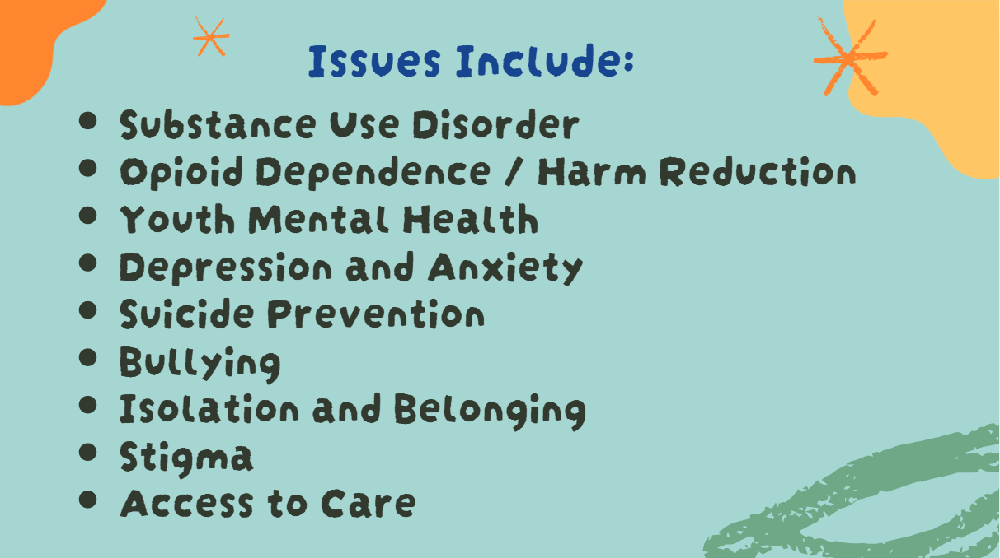 Issues Include:
• Substance Use Disorder
• Opioid Dependence / Harm Reduction
• Youth Mental Health
• Depression and Anxiety
• Suicide Prevention
• Bullying
• Isolation and Belonging
• Stigma
• Access to Care